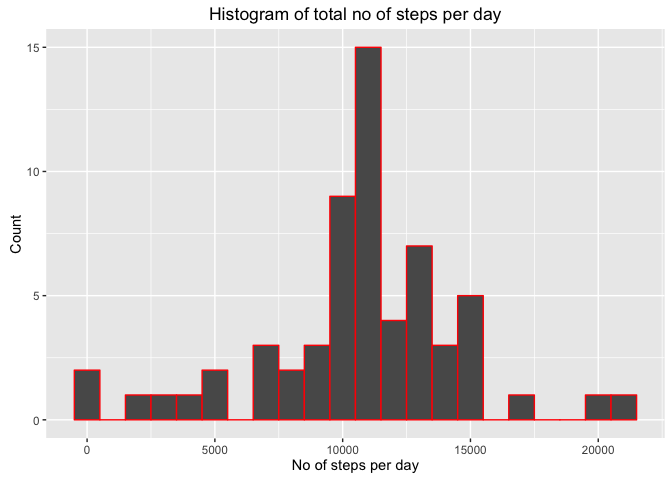 Histogram of total no of steps per day
15
10
5
0
Count
0 5000 10000 15000 20000
No of steps per day